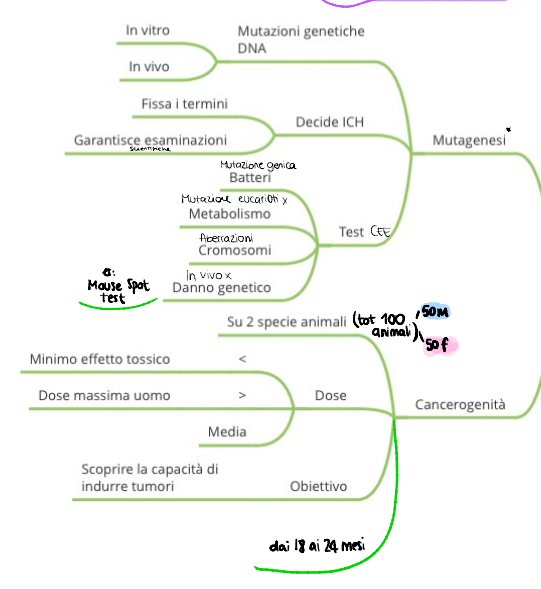 In vitro
Mutazioni genetiche
DNA
In vivo
Fissa i termini
Decide ICH
Garantisce esaminazioni
scientifiche
Mutagenesi*
Mutazione genica
Batteri
Mutazione eucarioti x
Metabolismo
Test CEE
Aberrazioni
Cromosomi
in vivo x
Danno genetico
es:
Mouse Spot
test
Su 2 specie animali (tot 100
animali)
50M
50f
Minimo effetto tossico <
Dose massima uomo >
Dose
Cancerogenità
Media
Scoprire la capacità di
indurre tumori
Obiettivo
dai 18 ai 24 mesi